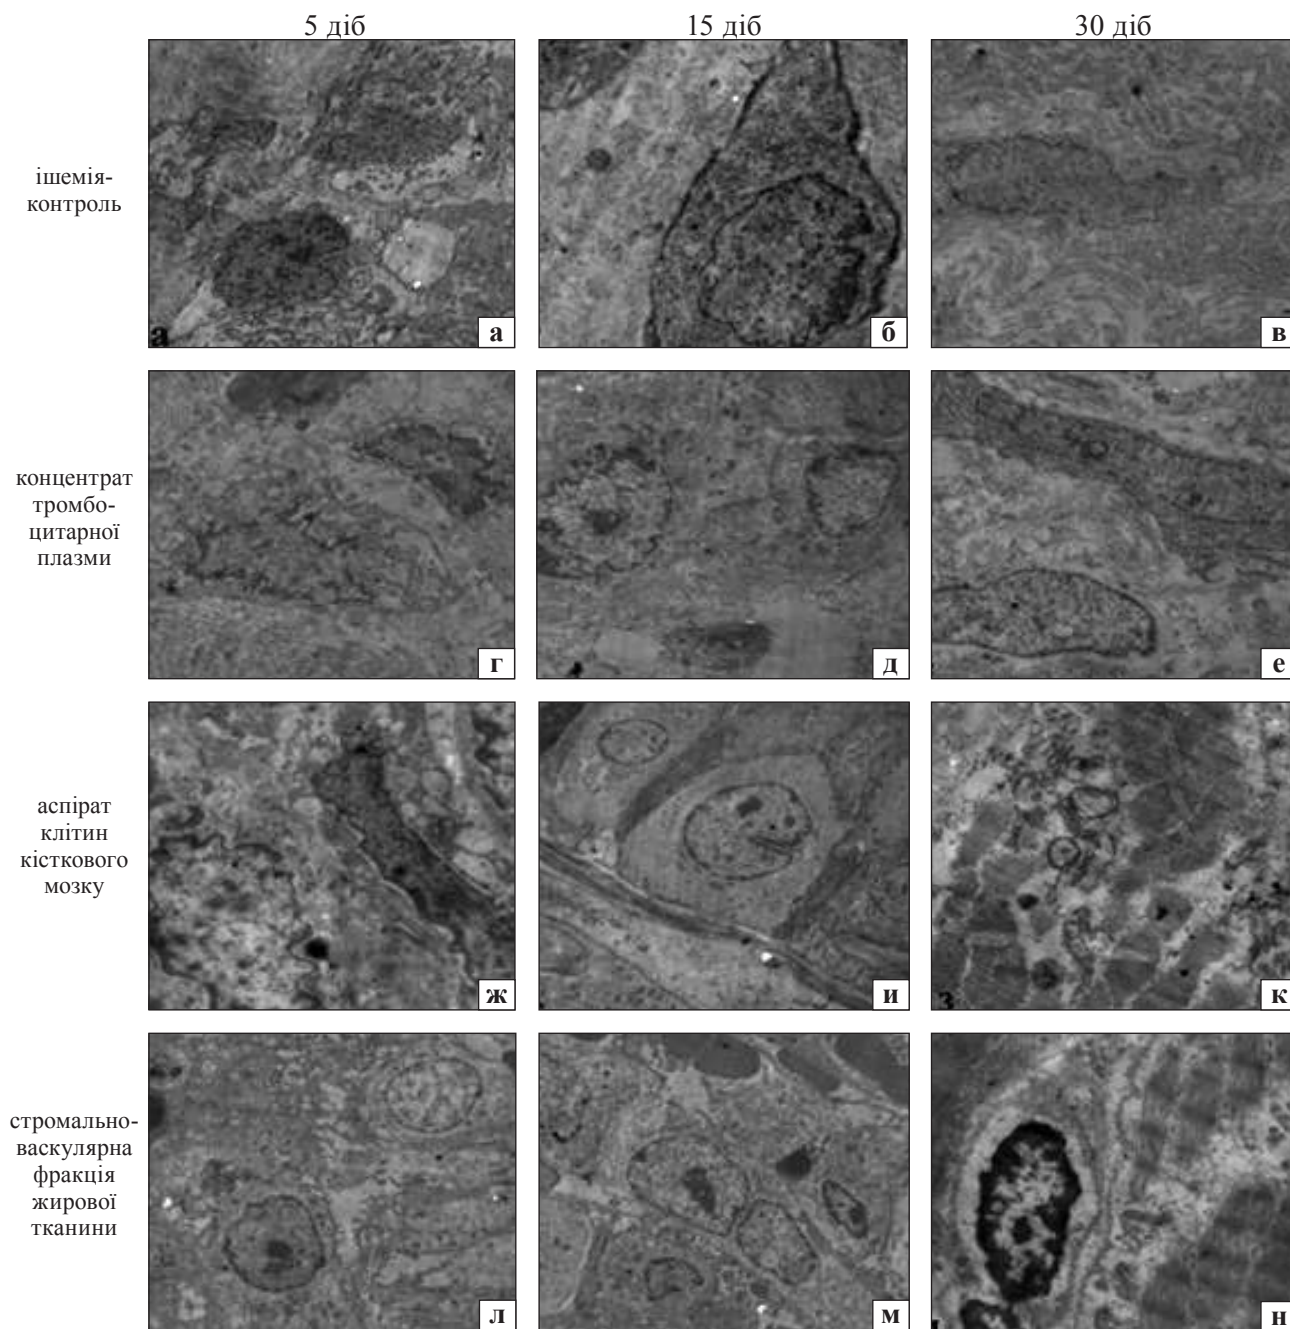 5 діб 15 діб 30 діб
ішемія-
контроль
а
а
б
в
концентрат
тромбо-
цитарної
плазми
г
д
е
аспірат
клітин
кісткового
мозку
ж
и
з
к
стромально-
васкулярна
фракція
жирової
тканини
л
м
н